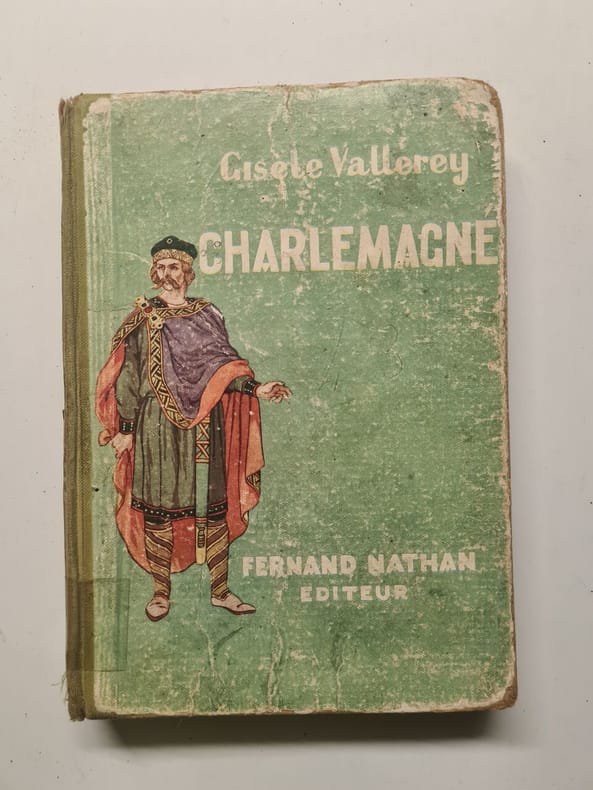 Gisèle Vallerey
CHARLEMAGNE
FERNAND NATHAN
EDITEUR